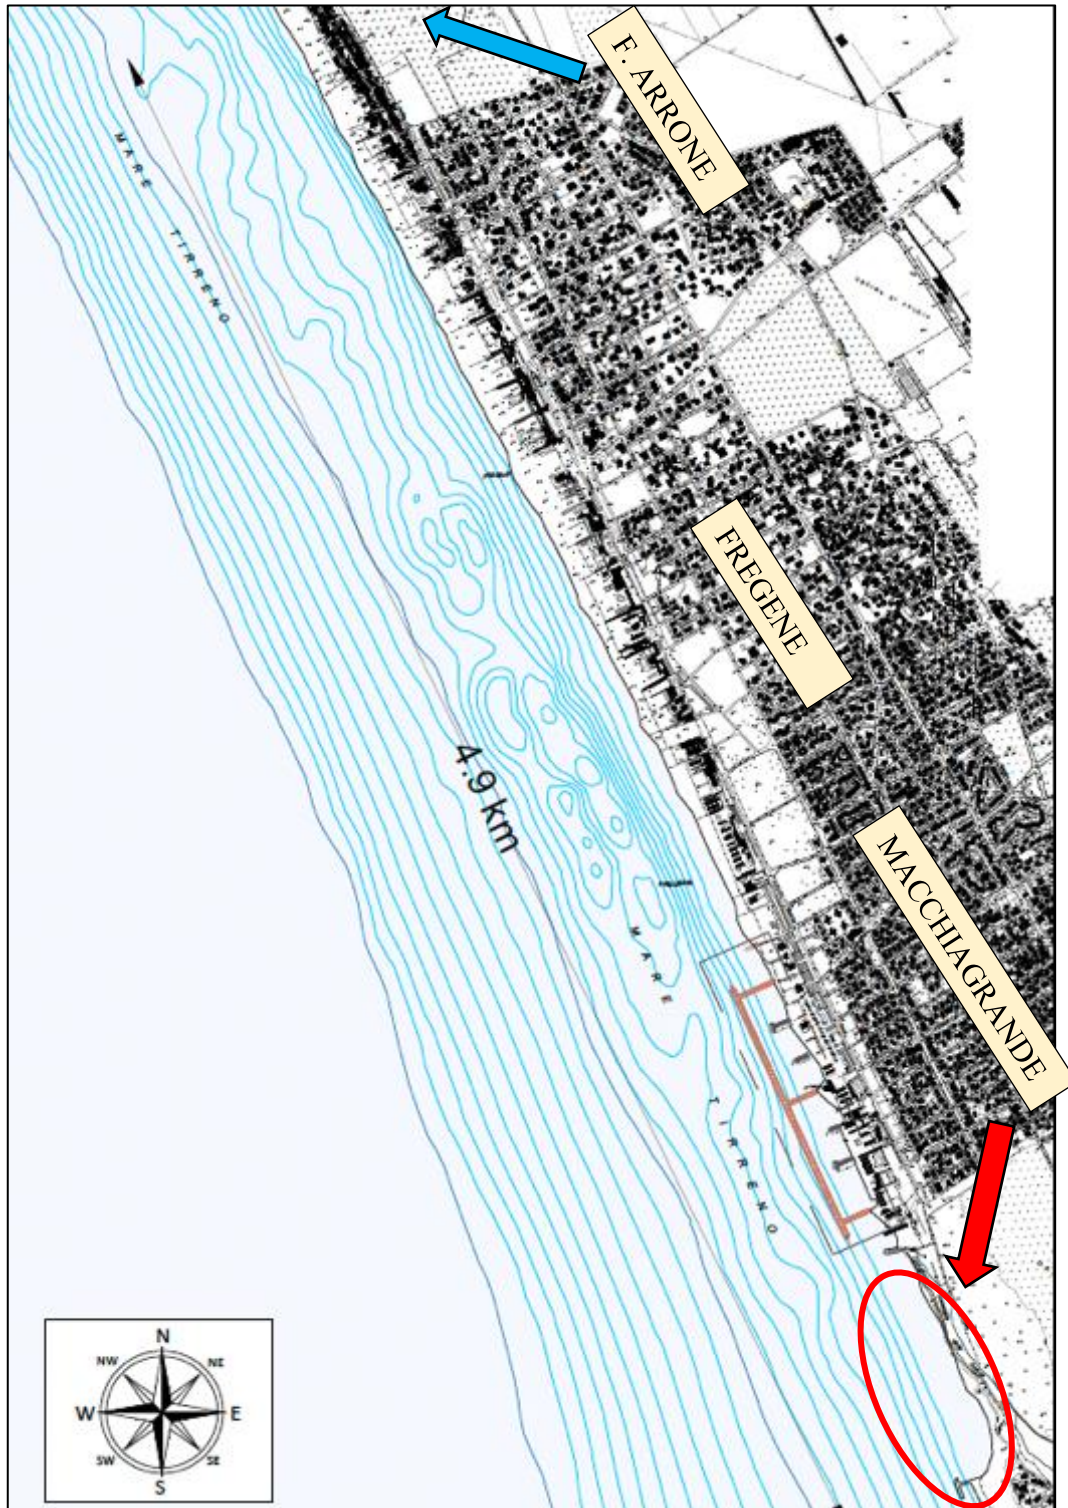 F. ARRONE
MARE TIRRENO
FREGENE
4.9 km
MACCHIAGRANDE
MARE TIRRENO
N
NW NE
W E
SW SE
S